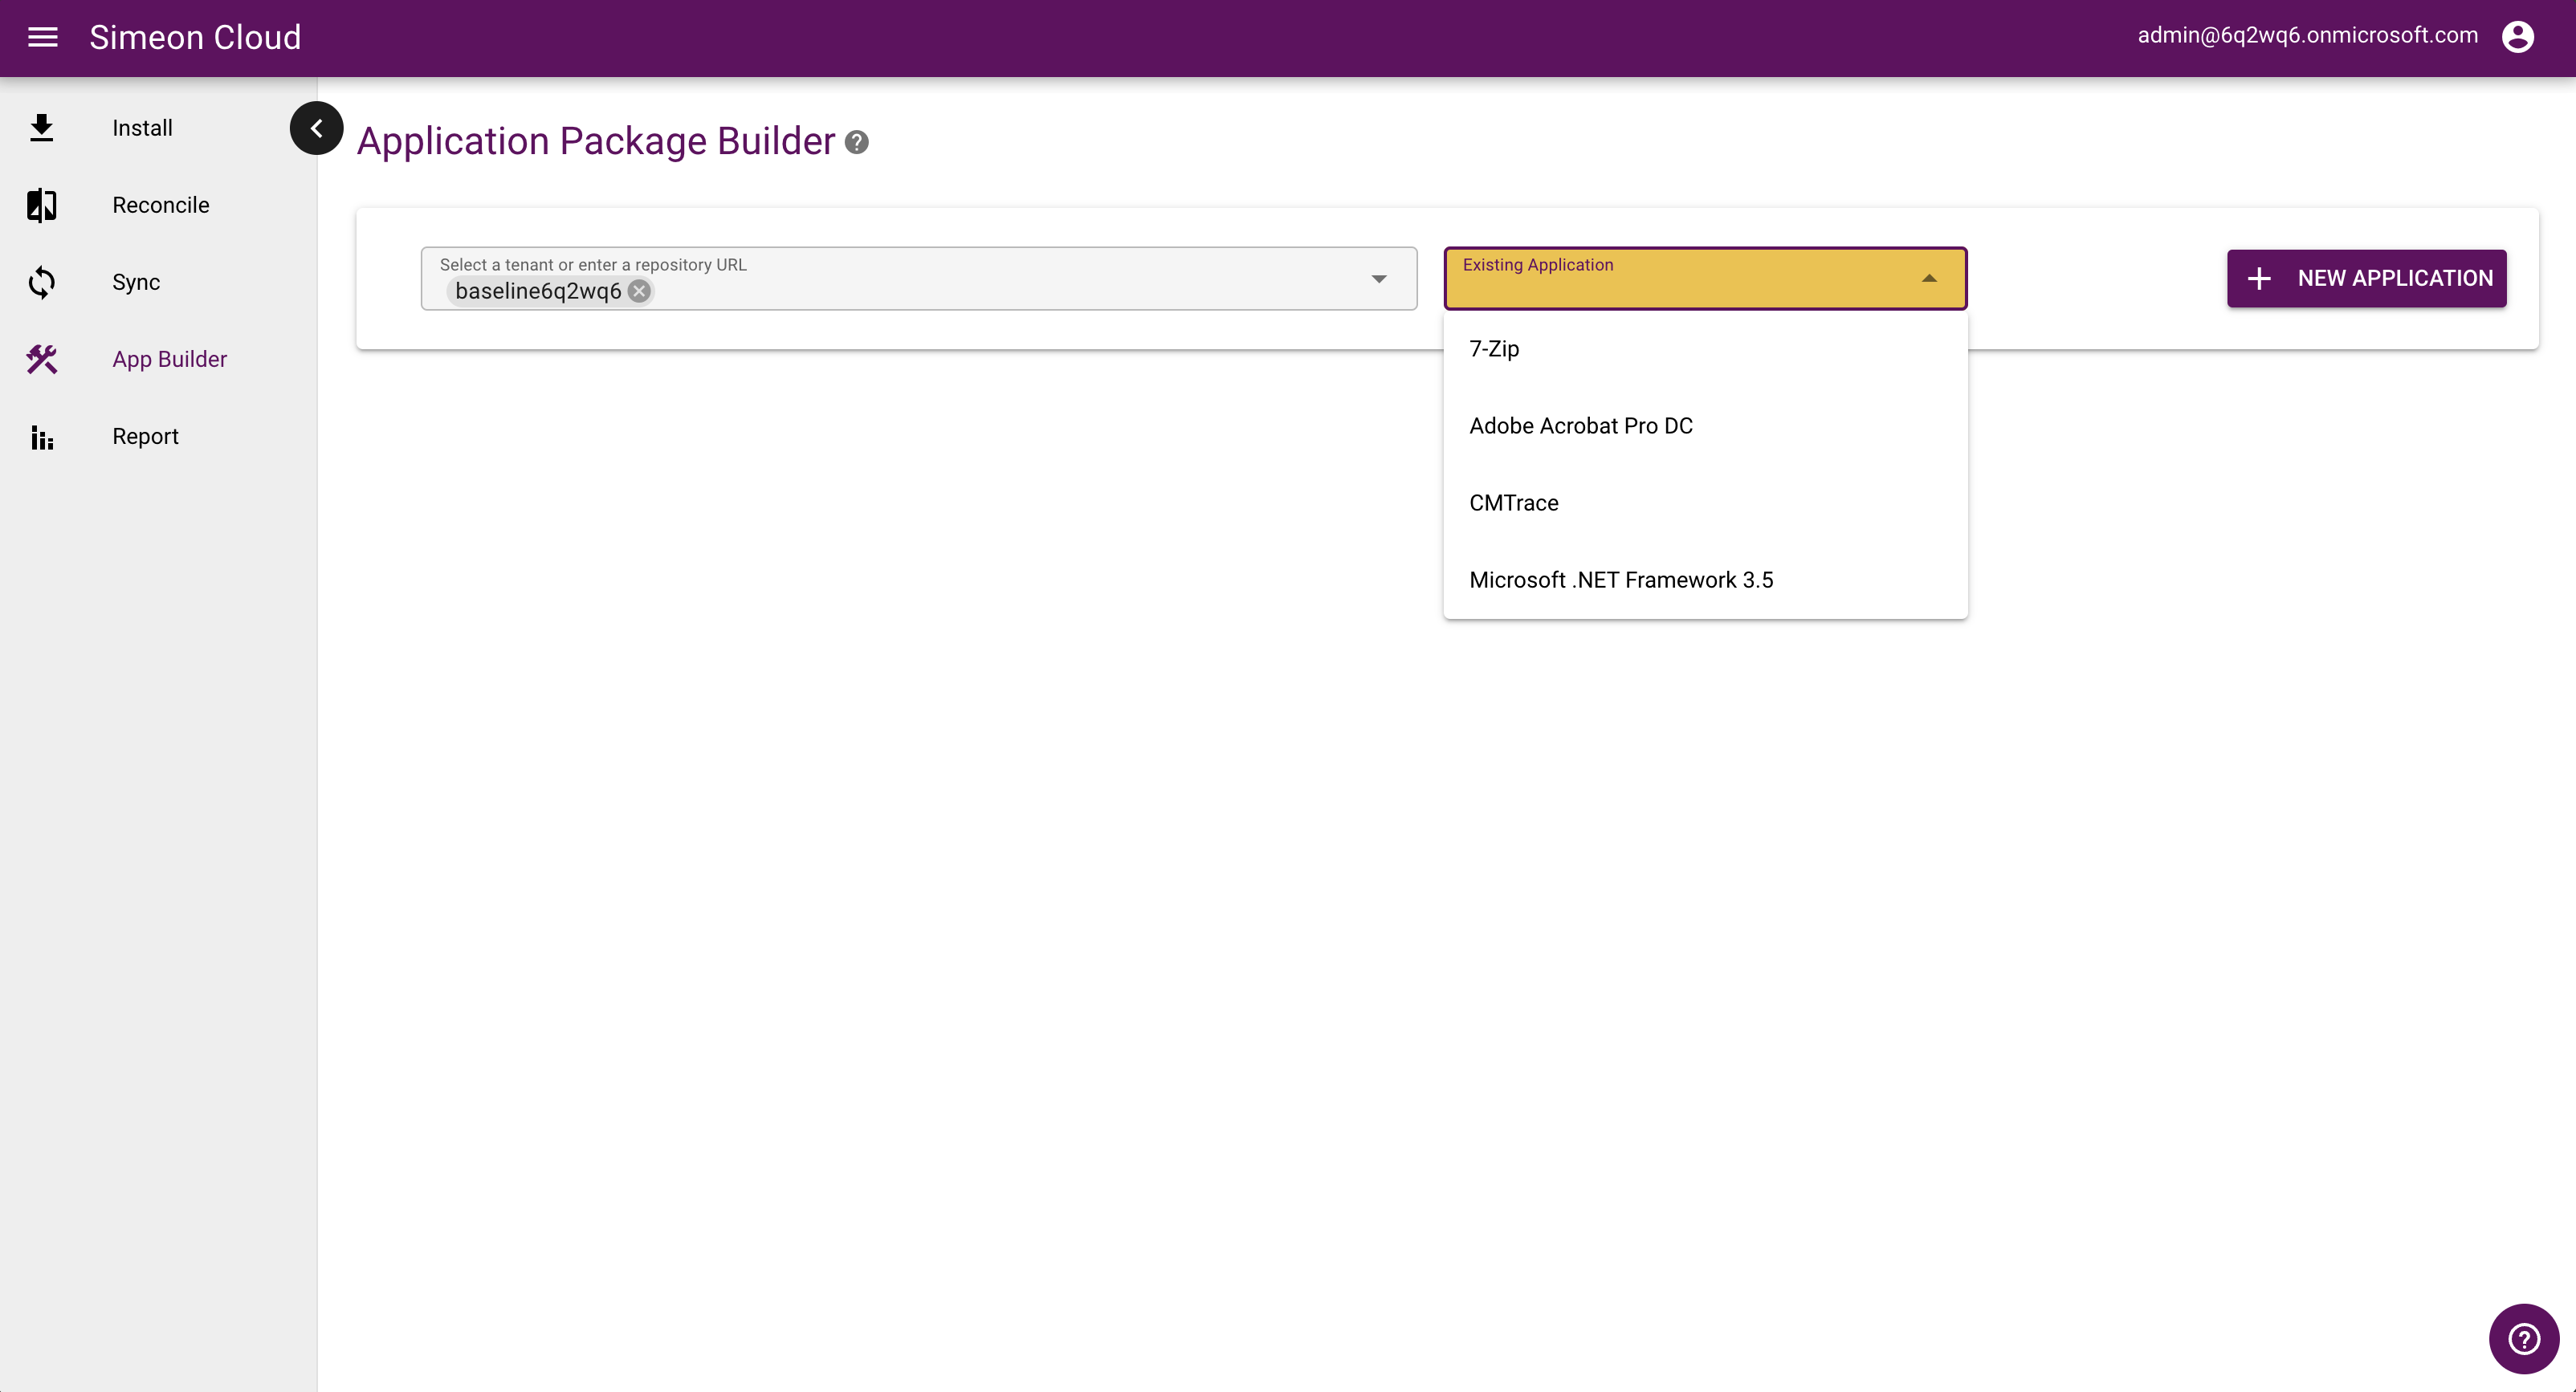 Simeon Cloud
admin@6q2wq6.onmicrosoft.com
Install
Reconcile
Sync
App Builder
Report
Application Package Builder
Select a tenant or enter a repository URL
baseline6q2wq6
Existing Application
NEW APPLICATION
7-Zip
Adobe Acrobat Pro DC
CMTrace
Microsoft .NET Framework 3.5